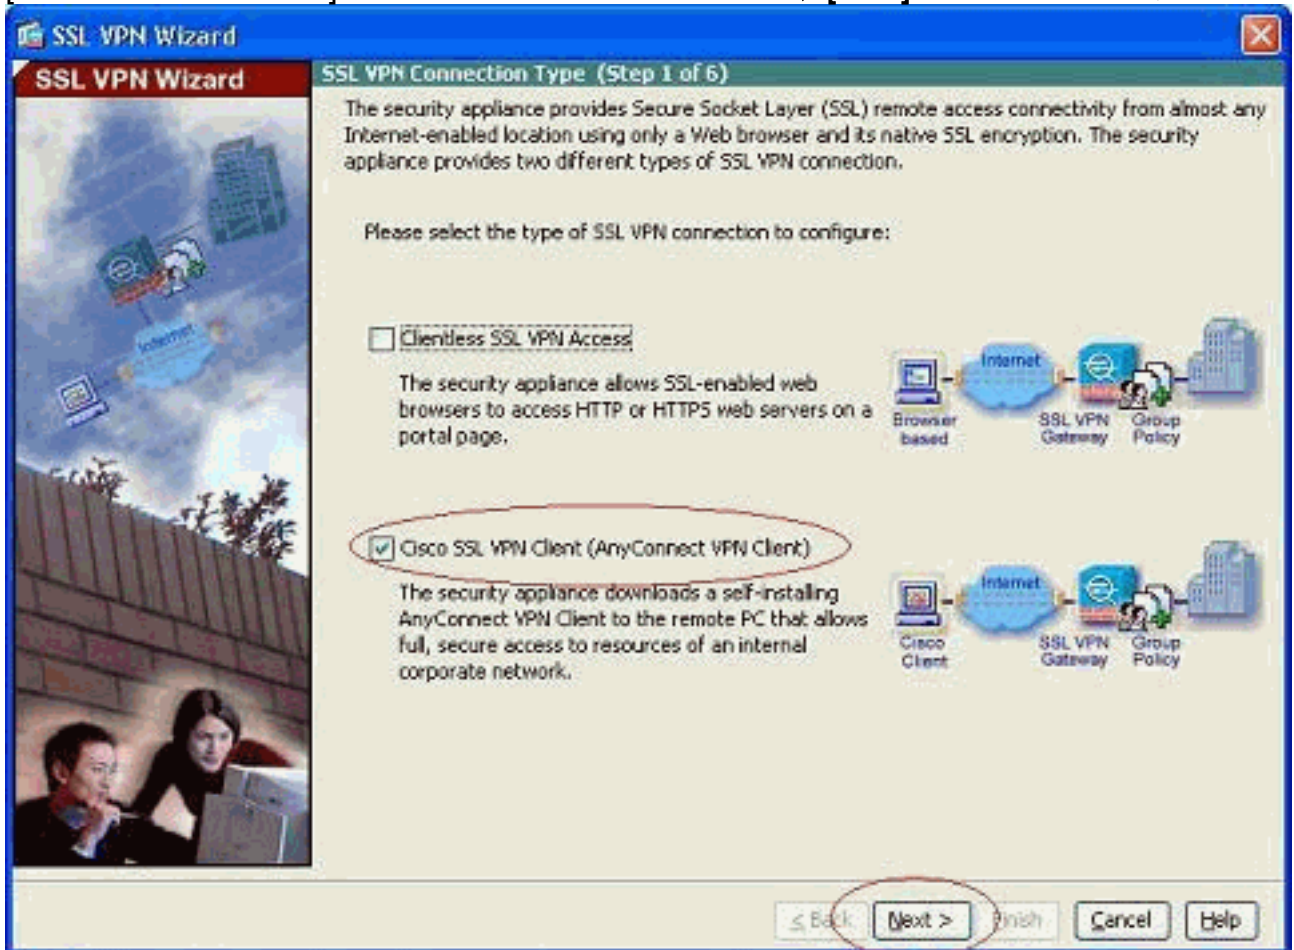 SSL VPN Wizard
SSL VPN Wizard
SSL VPN Connection Type (Step 1 of 6)
The security appliance provides Secure Socket Layer (SSL) remote access connectivity from almost any
Internet-enabled location using only a Web browser and its native SSL encryption. The security
appliance provides two different types of SSL VPN connection.
Please select the type of SSL VPN connection to configure:
Clientless SSL VPN Access
The security appliance allows SSL-enabled web
browsers to access HTTP or HTTPS web servers on a
portal page.
Internet
Browser
based
SSL VPN
Gateway
Group
Policy
Internet
Cisco SSL VPN Client (AnyConnect VPN Client)
The security appliance downloads a self-installing
AnyConnect VPN Client to the remote PC that allows
full, secure access to resources of an internal
corporate network.
Internet
Cisco
Client
SSL VPN
Gateway
Group
Policy
< Back
Next >
Finish
Cancel
Help